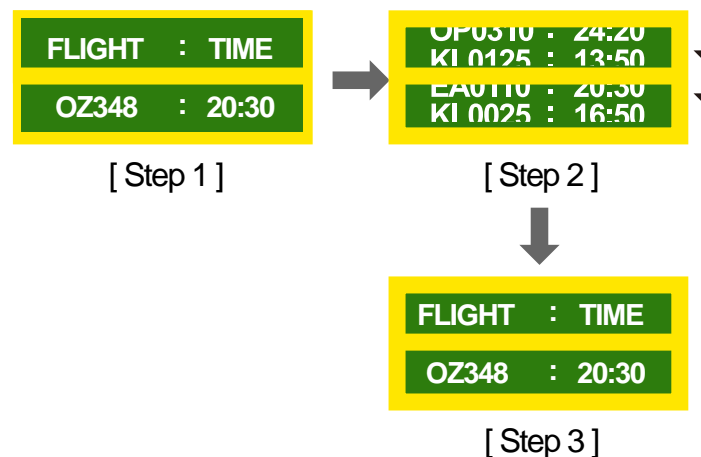 FLIGHT : TIME
OZ348 : 20:30
[ Step 1 ]
OP0310 : 24:20
KL0125 : 13:50
EA0110 : 20:30
KL0025 : 16:50
[ Step 2 ]
FLIGHT : TIME
OZ348 : 20:30
[ Step 3 ]